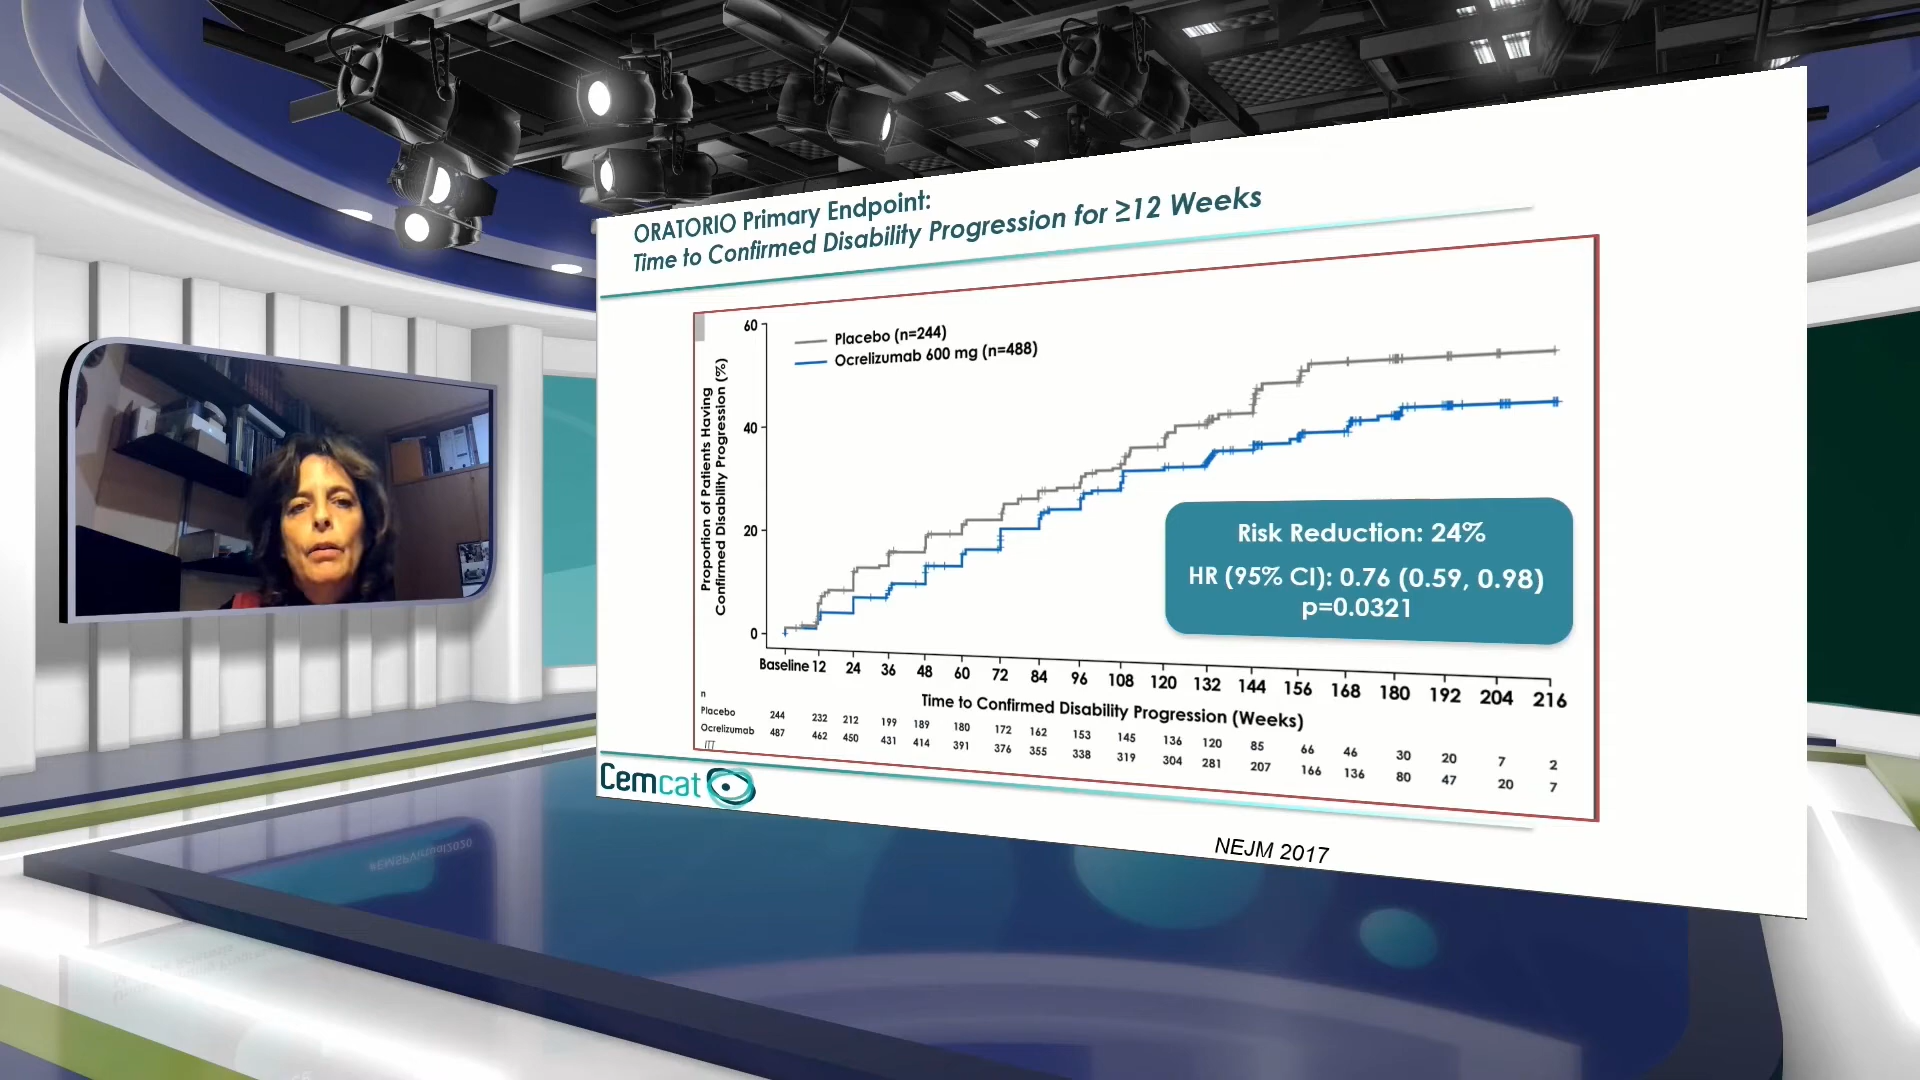 ORATORIO Primary Endpoint:
Time to Confirmed Disability Progression for ≥12 Weeks
Proportion of Patients Having
Confirmed Disability Progression (%)
60
40
20
0
Placebo (n=244)
Ocrelizumab 600 mg (n=488)
Risk Reduction: 24%
HR (95% CI): 0.76 (0.59, 0.98)
p=0.0321
Baseline 12 24 36 48 60 72 84 96 108 120 132 144 156 168 180 192 204 216
Time to Confirmed Disability Progression (Weeks)
n
Placebo 244 232 212 199 189 180 172 162 153 145 136 120 85 66 46 30 20 7 2
Ocrelizumab 487 462 450 431 414 391 376 355 338 319 304 281 207 166 136 80 47 20 7
ITT
Cemcat
NEJM 2017
#EMSPVirtual2020